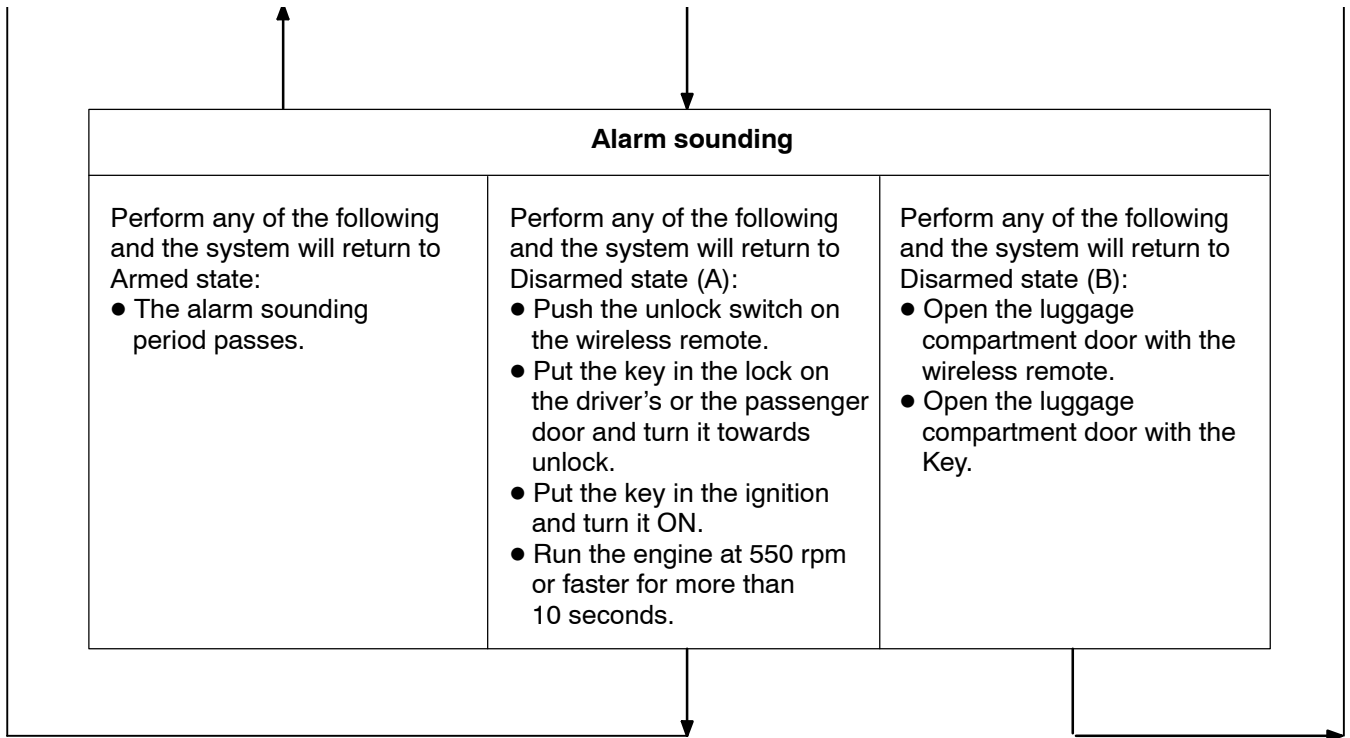 Alarm sounding
Perform any of the following
and the system will return to
Armed state:
● The alarm sounding
period passes.
Perform any of the following
and the system will return to
Disarmed state (A):
● Push the unlock switch on
the wireless remote.
● Put the key in the lock on
the driver's or the passenger
door and turn it towards
unlock.
● Put the key in the ignition
and turn it ON.
● Run the engine at 550 rpm
or faster for more than
10 seconds.
Perform any of the following
and the system will return to
Disarmed state (B):
● Open the luggage
compartment door with the
wireless remote.
● Open the luggage
compartment door with the
Key.